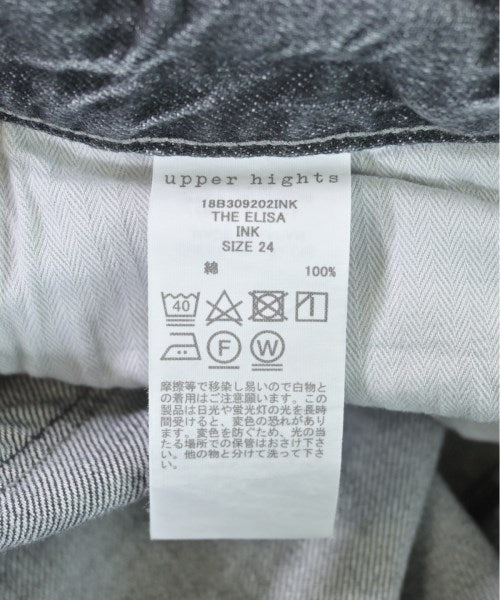 upper hights
18B309202INK
THE ELISA
INK
SIZE 24
綿 100%
40
F W
摩擦等で移染し易いので白物と
の着用はご注意願います。この
製品は日光や蛍光灯の光を長時
間受けると、変色の恐れがありま
す。変色を防ぐため、光の当
たる場所での保管はおさけ下さ
い。他の物と分けて洗って下さ
い。